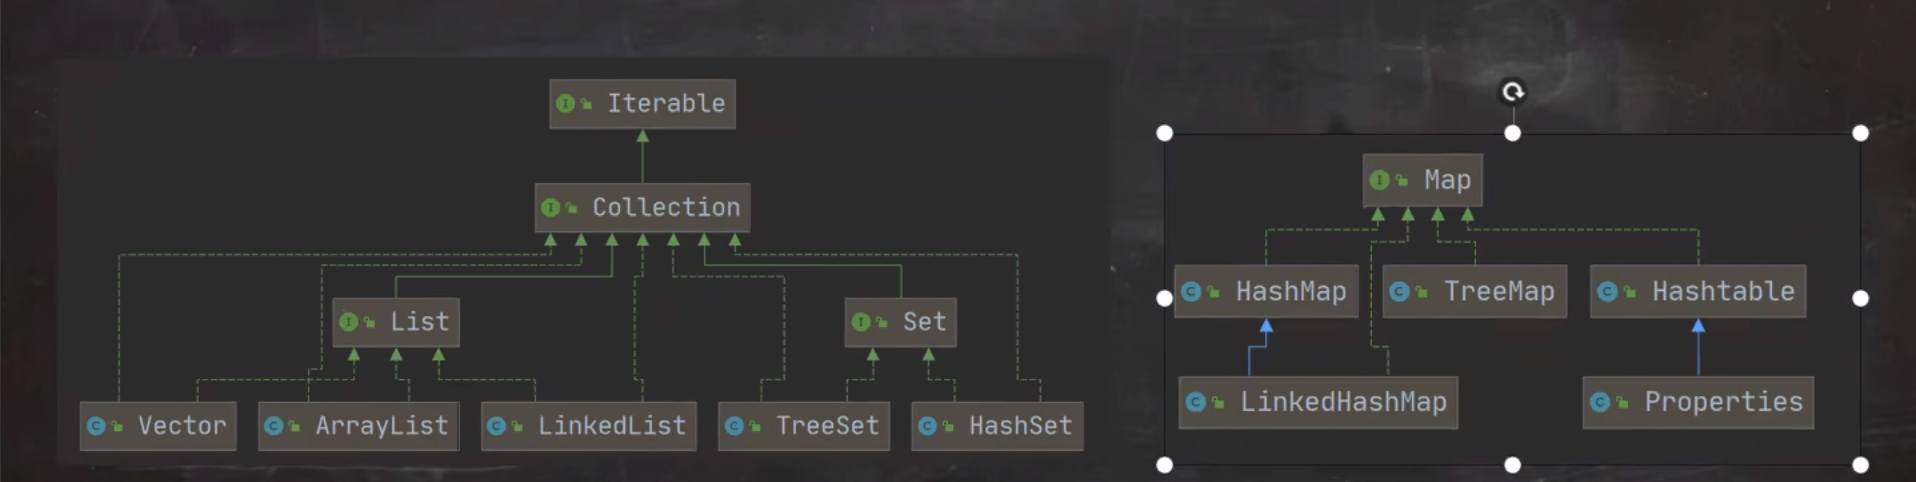 Iterable
Collection
List
Set
Vector
ArrayList
LinkedList
TreeSet
HashSet
Map
HashMap
TreeMap
Hashtable
LinkedHashMap
Properties